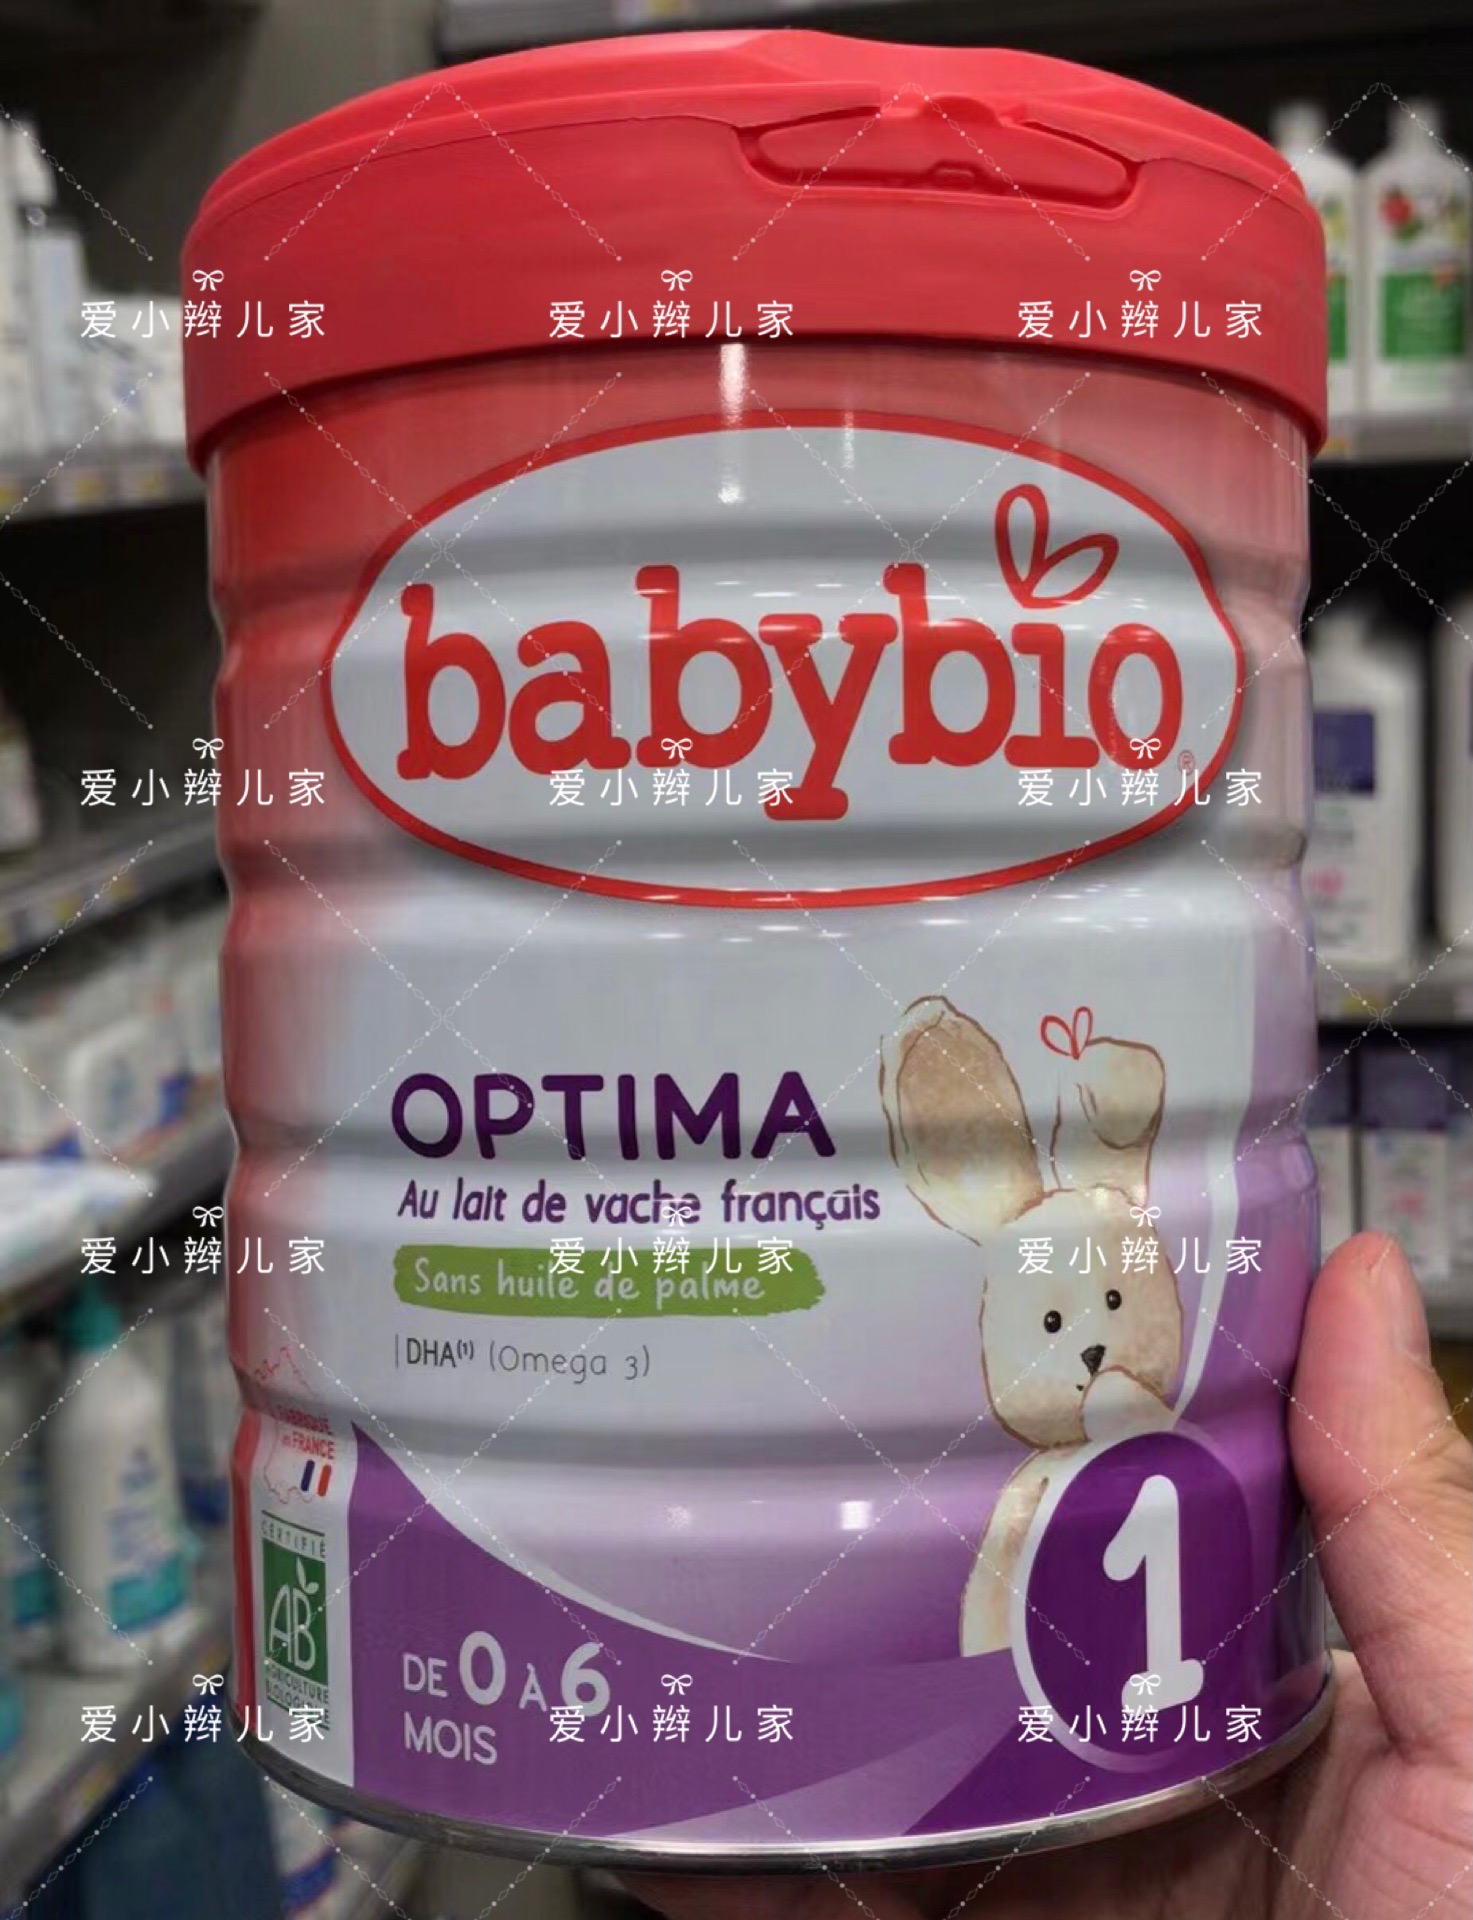 爱小辫儿家 爱小辫儿家 爱小辫儿家
babybio®
爱小辫儿家 爱小辫儿家 爱小辫儿家
OPTIMA
Au lait de vache français
爱小辫儿家 爱小辫儿家 爱小辫儿家
Sans huile de palme
DHA⁽¹⁾ (Omega 3)
FABRIQUÉ
en FRANCE
CERTIFIÉ
AB
AGRICULTURE
BIOLOGIQUE
DE 0 À 6
MOIS
1
爱小辫儿家 爱小辫儿家 爱小辫儿家